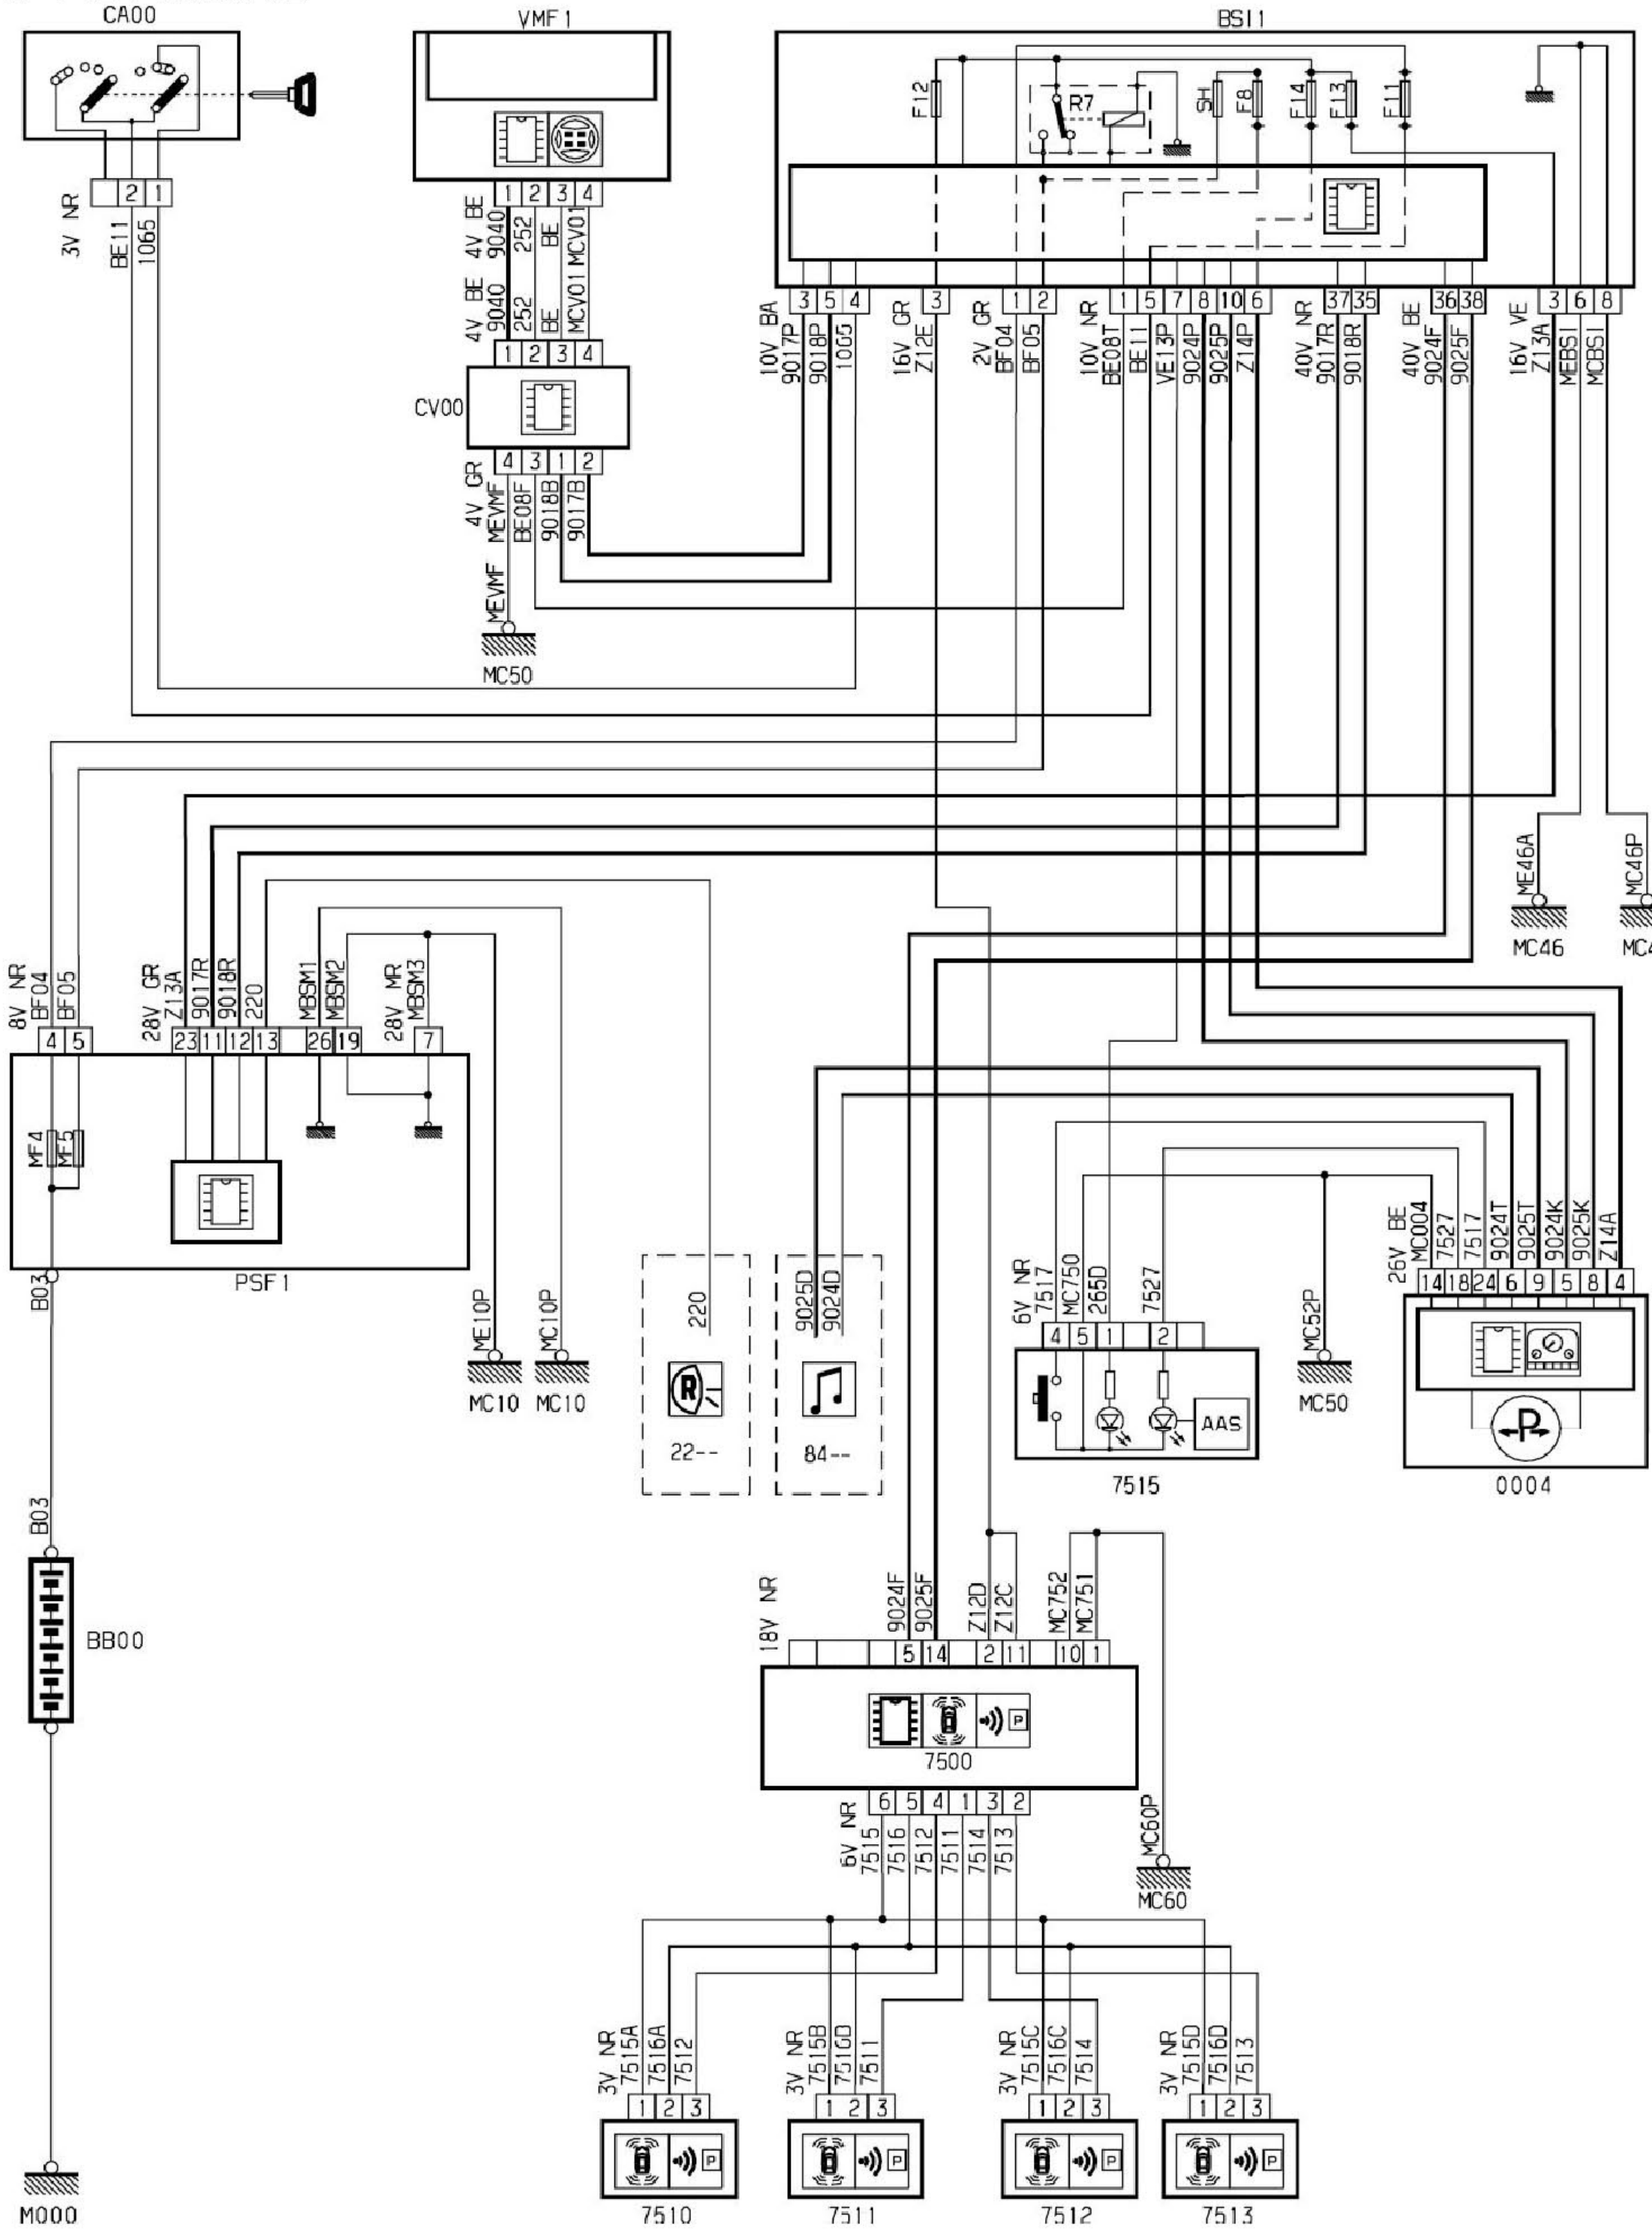 CA00
VMF1
BSI1
F12
R7
SH
F8
F14
F13
F11
2 1
3V NR
BE11
1065
1 2 3 4
4V BE
9040
252
BE
MCV01
4V BE
9040
252
BE
MCV01
1 2 3 4
CV00
4 3 1 2
4V GR
MEVMF
BE08F
9018B
9017B
MEVMF
MC50
3 5 4
3
1 2
1 5 7 8 10 6
37 35
36 38
3 6 8
10V BA
9017P
9018P
16V GR
Z12E
2V GR
BF04
BF05
10V NR
BE08T
BE11
VE13P
9024P
9025P
Z14P
40V NR
9017R
9018R
40V BE
9024F
9025F
16V VE
Z13A
MEBSI
MCBSI
ME46A
MC46P
MC46
8V NR
BF04
BF05
28V GR
Z13A
9017R
9018R
220
MBSM1
MBSM2
28V MR
MBSM3
4 5
23 11 12 13
26 19
7
MF4
MF5
PSF1
B03
ME10P
MC10P
MC10
MC10
220
R
22--
9025D
9024D
84--
6V NR
7517
MC750
265D
7527
4 5 1
2
AAS
7515
MC52P
MC50
26V BE
MC004
7527
7517
9024T
9025T
9024K
9025K
Z14A
14 18 24 6 9 5 8 4
P
0004
B03
BB00
M000
18V NR
9024F
9025F
Z12D
Z12C
MC752
MC751
5 14
2 11
10 1
P
7500
6 5 4 1 3 2
6V NR
7515
7516
7512
7511
7514
7513
MC60P
MC60
3V NR
7515A
7516A
7512
3V NR
7515B
7511
3V NR
7515C
7516C
7514
3V NR
7515D
7516D
7513
1 2 3
1 2 3
1 2 3
1 2 3
P
P
P
P
7510
7511
7512
7513